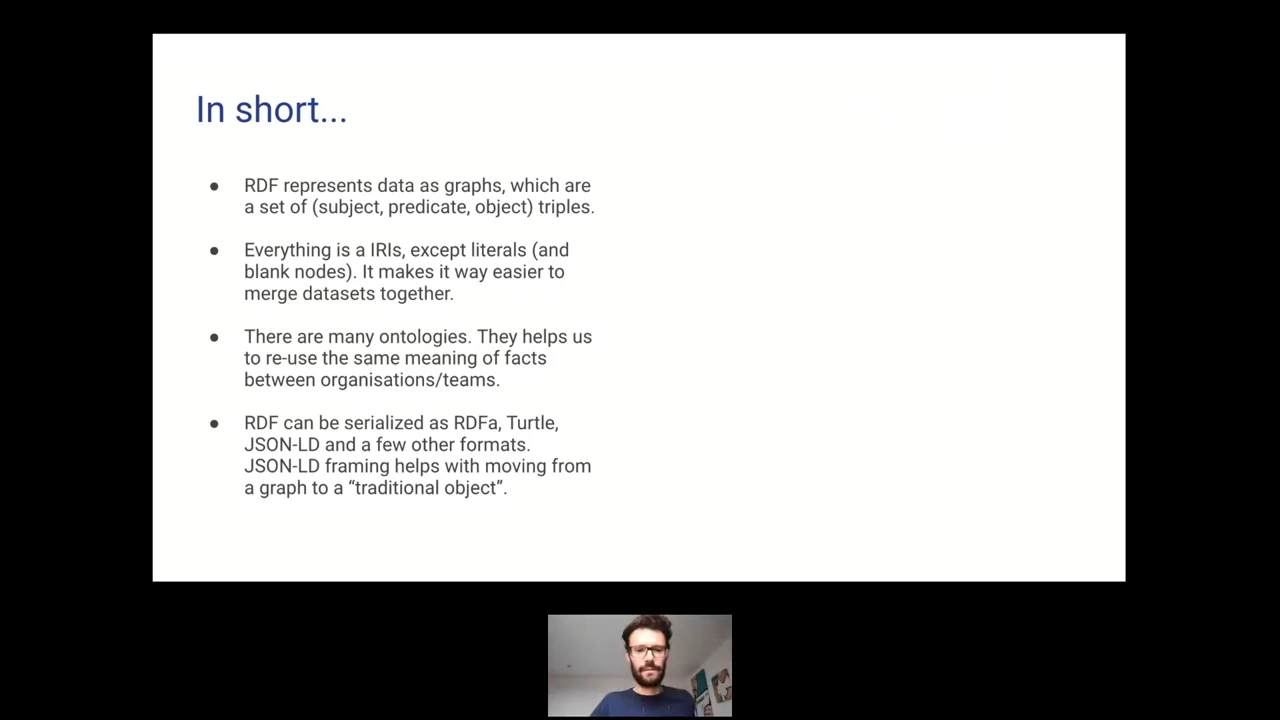 In short...
● RDF represents data as graphs, which are
a set of (subject, predicate, object) triples.
● Everything is a IRIs, except literals (and
blank nodes). It makes it way easier to
merge datasets together.
● There are many ontologies. They helps us
to re-use the same meaning of facts
between organisations/teams.
● RDF can be serialized as RDFa, Turtle,
JSON-LD and a few other formats.
JSON-LD framing helps with moving from
a graph to a “traditional object”.